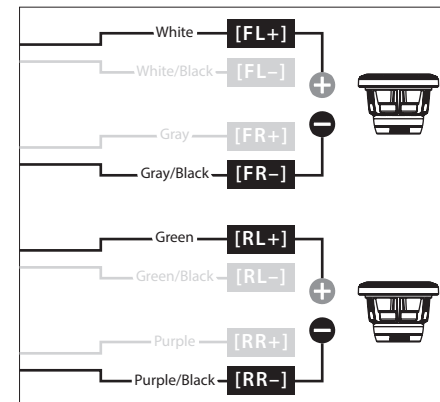 White [FL+]
White/Black [FL−]
Gray [FR+]
Gray/Black [FR−]
Green [RL+]
Green/Black [RL−]
Purple [RR+]
Purple/Black [RR−]